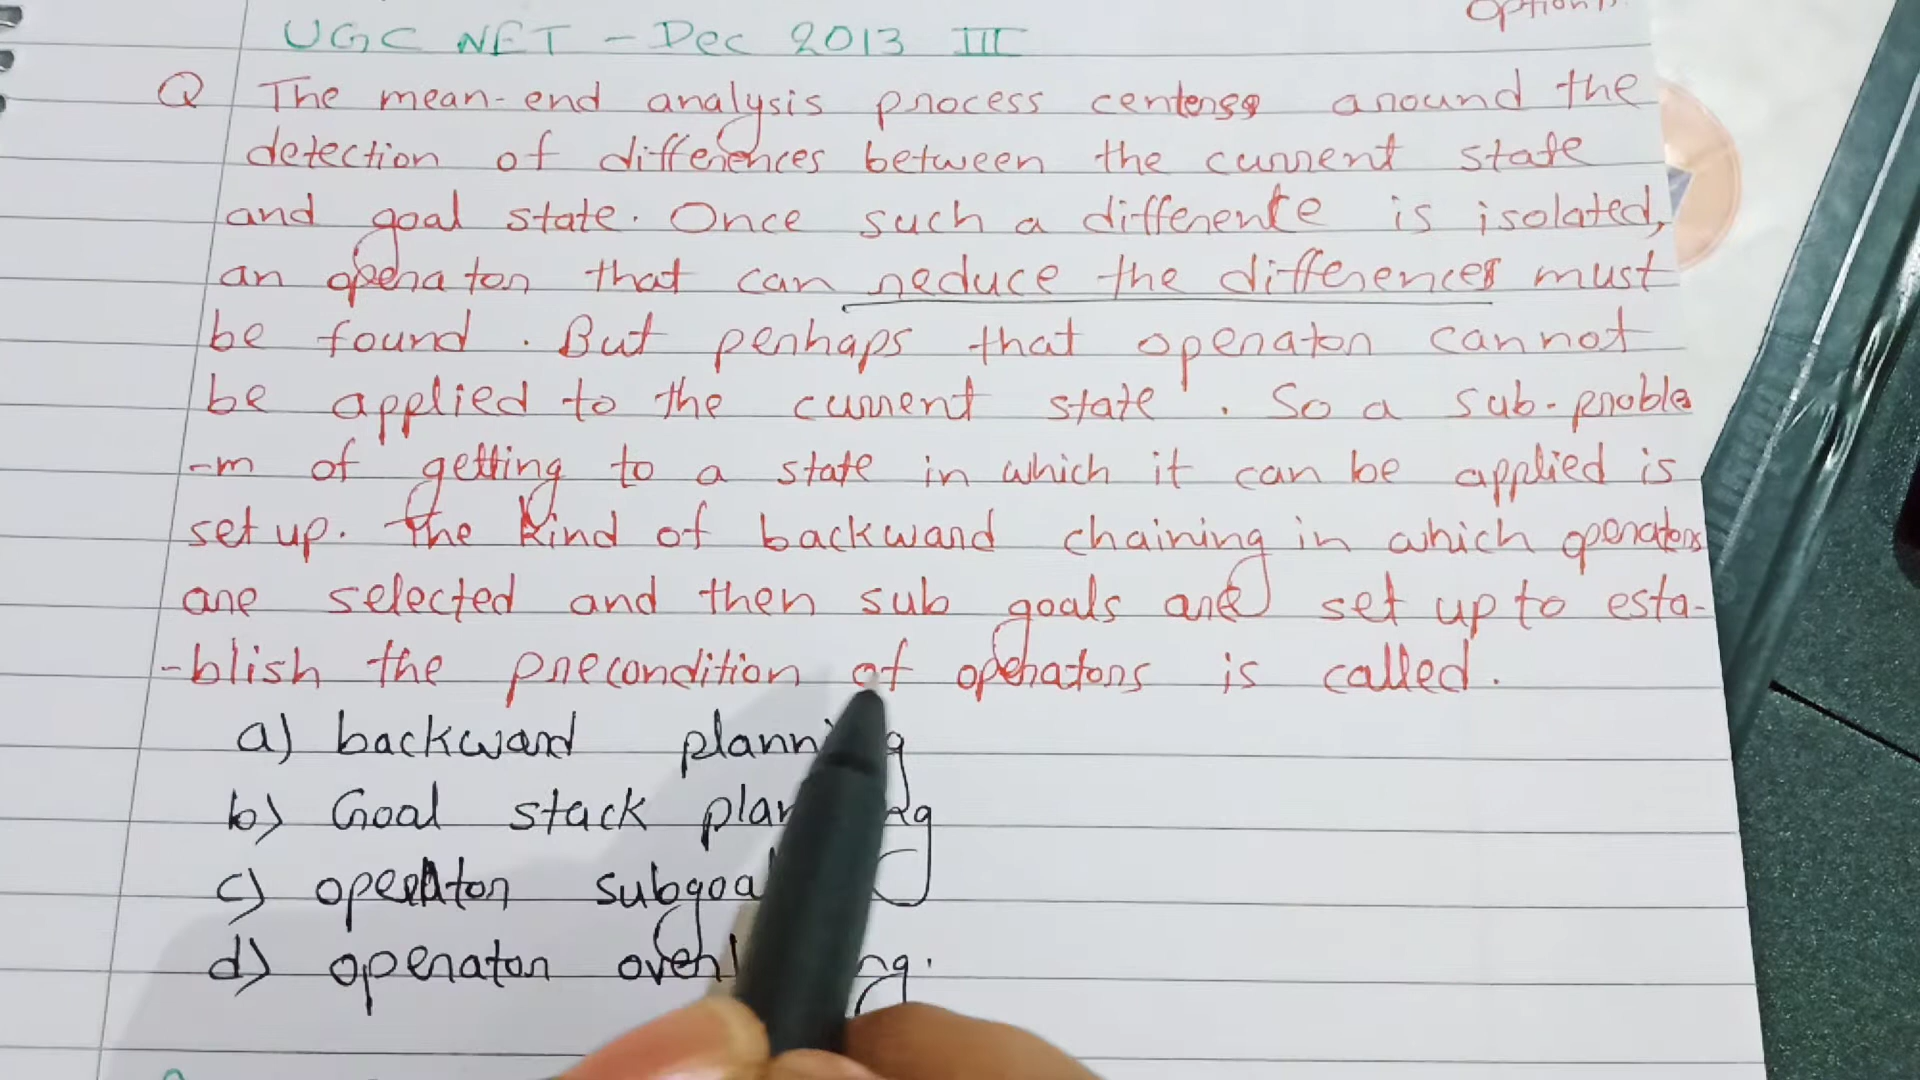 Option
UGC NET - Dec 2013 III
Q The mean-end analysis process centers around the
detection of differences between the current state
and goal state. Once such a difference is isolated,
an operator that can reduce the differences must
be found. But perhaps that operator cannot
be applied to the current state. So a sub-proble
-m of getting to a state in which it can be applied is
set up. The kind of backward chaining in which operators
are selected and then sub goals are set up to esta-
-blish the precondition of operators is called.
a) backward planning
b) Goal stack planning
c) operator
d) operator